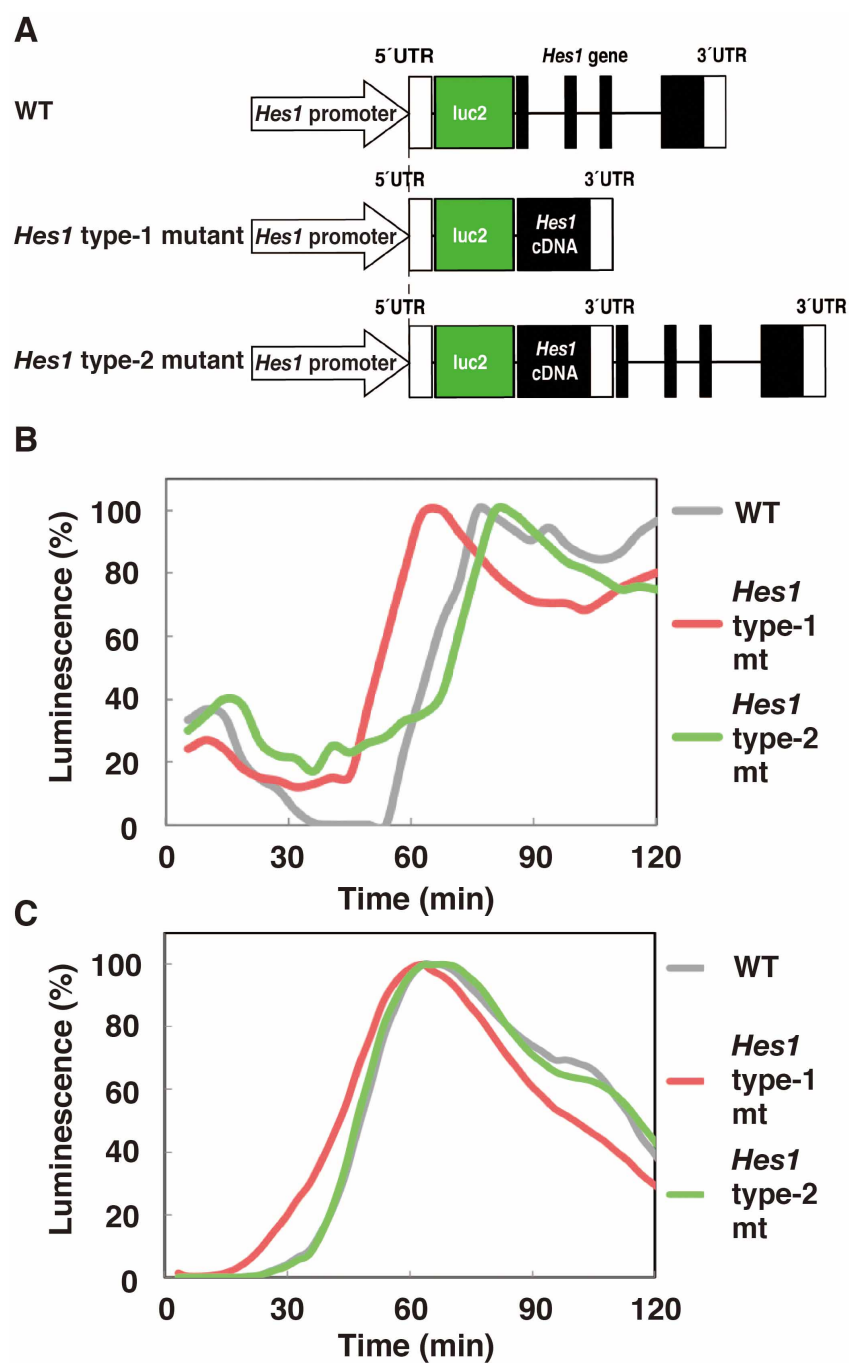 A
5´UTR Hes1 gene 3´UTR
WT Hes1 promoter luc2
5´UTR 3´UTR
Hes1 type-1 mutant Hes1 promoter luc2 Hes1 cDNA
5´UTR 3´UTR 3´UTR
Hes1 type-2 mutant Hes1 promoter luc2 Hes1 cDNA
B
Luminescence (%)
100
80
60
40
20
0
0 30 60 90 120
Time (min)
WT
Hes1
type-1
mt
Hes1
type-2
mt
C
Luminescence (%)
100
80
60
40
20
0
0 30 60 90 120
Time (min)
WT
Hes1
type-1
mt
Hes1
type-2
mt